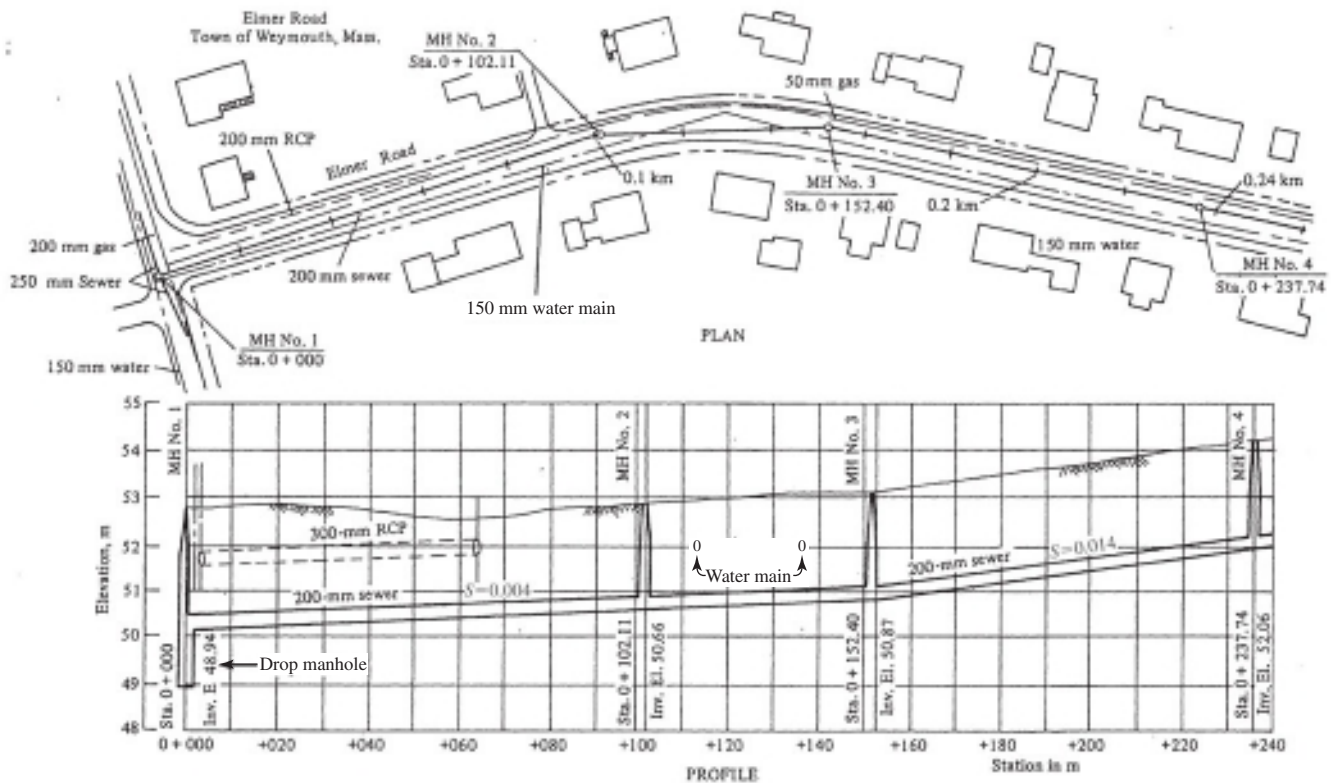 Elmer Road
Town of Weymouth, Mass.
MH No. 2
Sta. 0 + 102.11
50 mm gas
200 mm RCP
Elmer Road
0.1 km
MH No. 3
Sta. 0 + 152.40
0.2 km
0.24 km
200 mm gas
250 mm Sewer
200 mm sewer
150 mm water
MH No. 4
Sta. 0 + 237.74
150 mm water main
MH No. 1
Sta. 0 + 000
PLAN
150 mm water
55
54
53
52
51
50
49
48
Elevation, m
MH No. 1
MH No. 2
MH No. 3
MH No. 4
300-mm RCP
0 0
Water main
200-mm sewer
S=0.004
200-mm sewer
S=0.014
Drop manhole
Sta. 0 + 000
Inv. E 48.94
Sta. 0 + 102.11
Inv. El. 50.66
Sta. 0 + 152.40
Inv. El. 50.87
Sta. 0 + 237.74
Inv. El. 52.06
0 + 000 +020 +040 +060 +080 +100 +120 +140 +160 +180 +200 +220 +240
PROFILE
Station in m